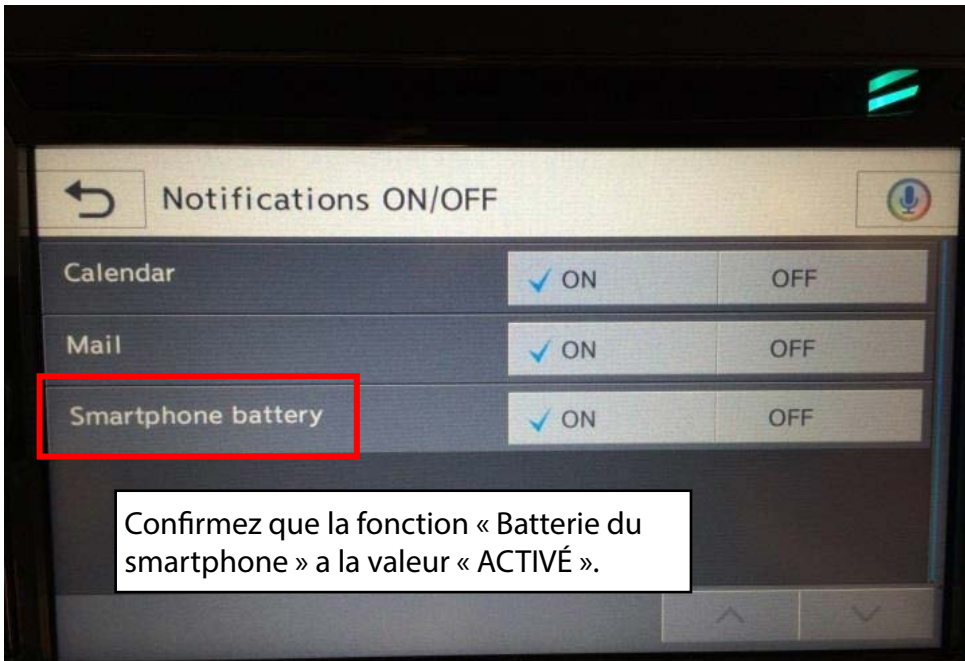 Notifications ON/OFF
Calendar ON OFF
Mail ON OFF
Smartphone battery ON OFF
Confirmez que la fonction « Batterie du
smartphone » a la valeur « ACTIVÉ ».